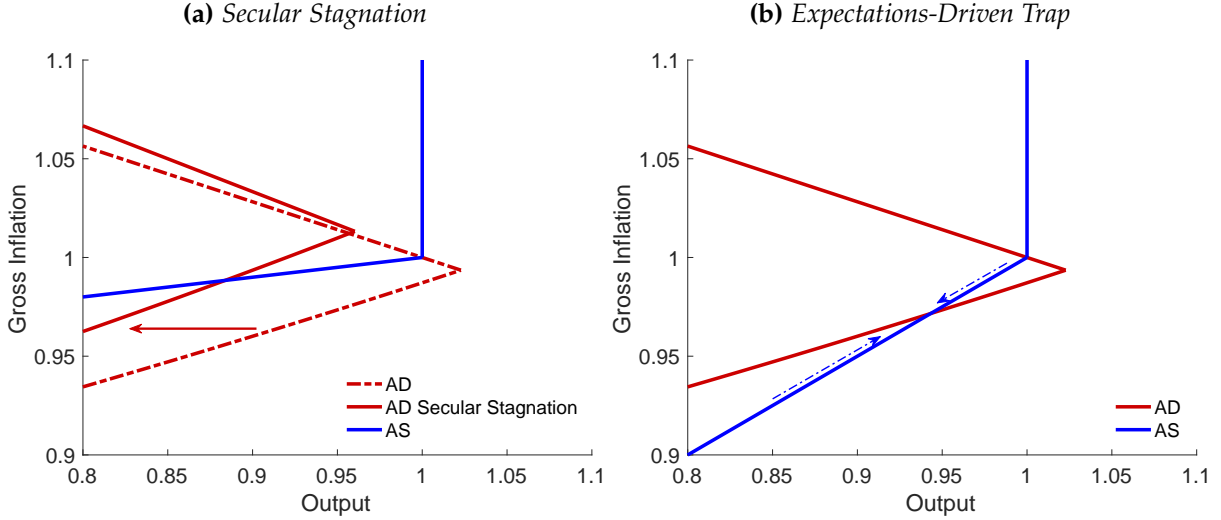 (a) Secular Stagnation
1.1
1.05
1
0.95
0.9
Gross Inflation
0.8
0.85
0.9
0.95
1
1.05
1.1
Output
AD
AD Secular Stagnation
AS
(b) Expectations-Driven Trap
1.1
1.05
1
0.95
0.9
Gross Inflation
0.8
0.85
0.9
0.95
1
1.05
1.1
Output
AD
AS